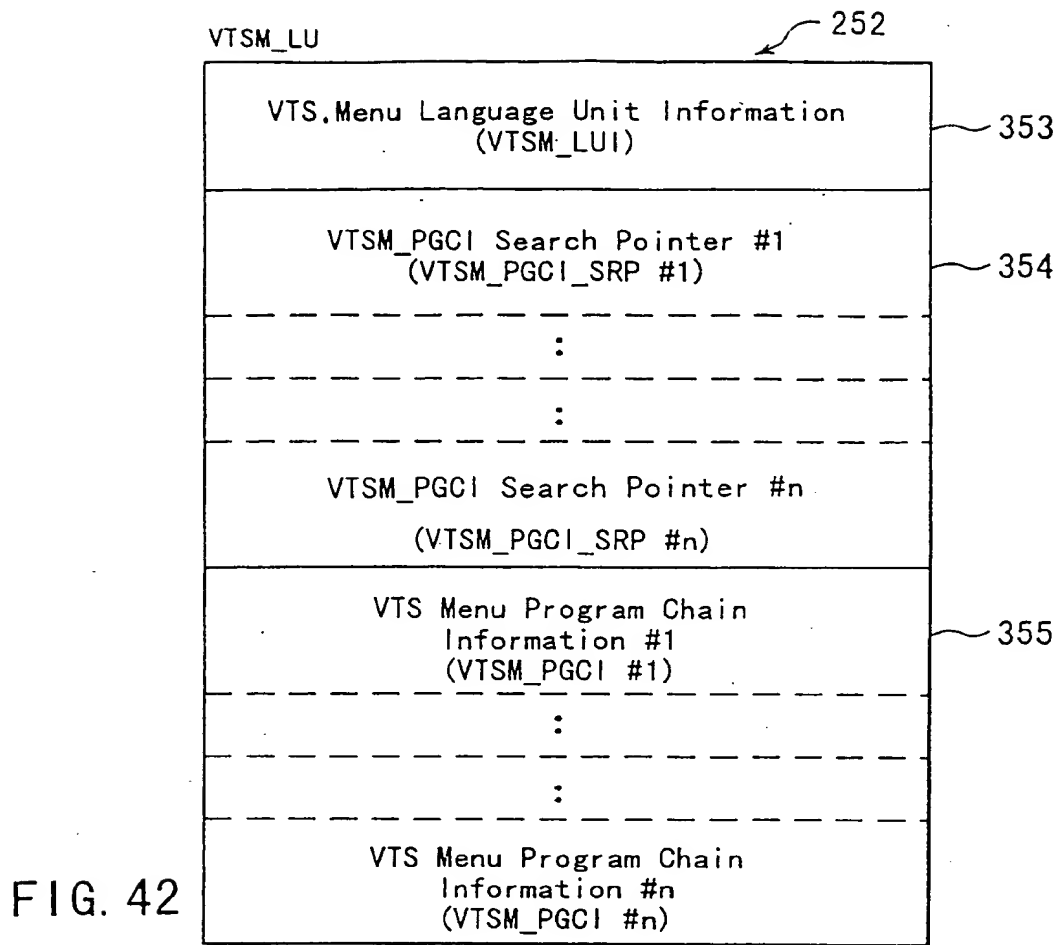 VTSM_LU
252
VTS.Menu Language Unit Information
(VTSM_LUI)
353
VTSM_PGCI Search Pointer #1
(VTSM_PGCI_SRP #1)
354
VTSM_PGCI Search Pointer #n
(VTSM_PGCI_SRP #n)
VTS Menu Program Chain
Information #1
(VTSM_PGCI #1)
355
VTS Menu Program Chain
Information #n
(VTSM_PGCI #n)
FIG. 42